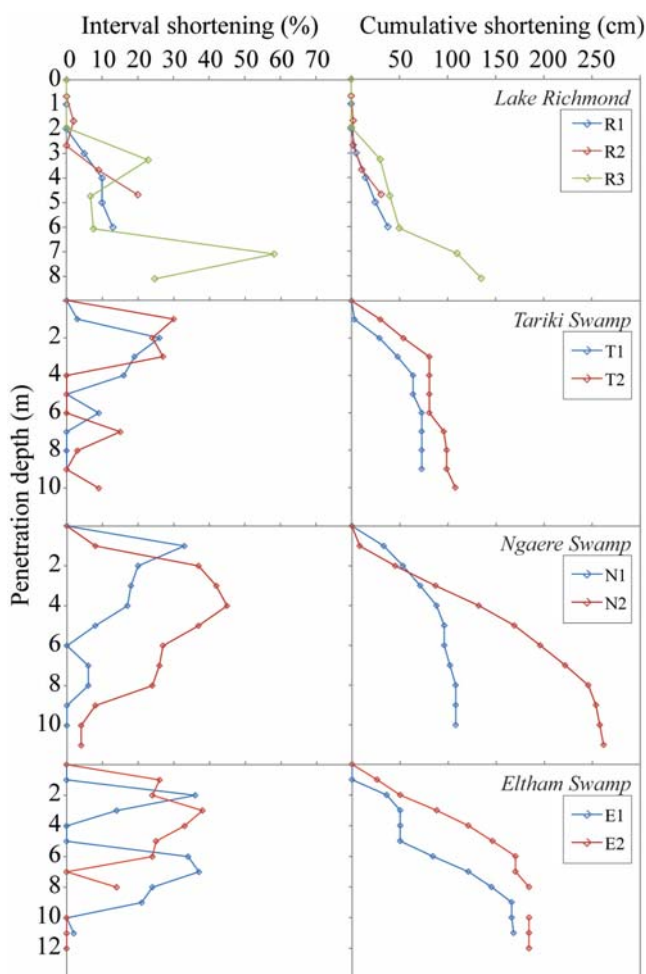 Interval shortening (%)
Cumulative shortening (cm)
0 10 20 30 40 50 60 70
50 100 150 200 250
0
1
2
3
4
5
6
7
8
Lake Richmond
R1
R2
R3
2
4
6
8
10
Tariki Swamp
T1
T2
Penetration depth (m)
2
4
6
8
10
Ngaere Swamp
N1
N2
2
4
6
8
10
12
Eltham Swamp
E1
E2